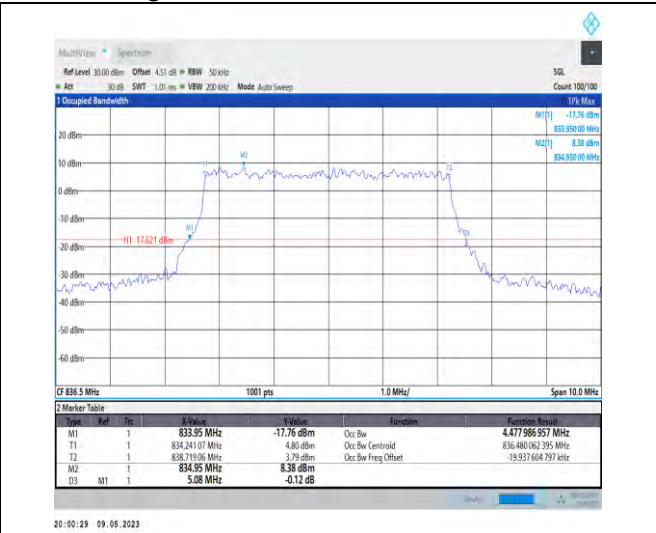 MultiView Spectrum
Ref Level 30.00 dBm Offset 4.51 dB RBW 50 kHz SGL
Att 30 dB SWT 1.01 ms VBW 200 kHz Mode Auto Sweep Count 100/100
1 Occupied Bandwidth 1Pk Max
M1[1] -17.76 dBm
833.950 00 MHz
20 dBm M2[1] 8.38 dBm
834.950 00 MHz
M2
10 dBm T1 T2
0 dBm
-10 dBm
M1 D3
H1 -17.621 dBm
-20 dBm
-30 dBm
-40 dBm
-50 dBm
-60 dBm
CF 836.5 MHz 1001 pts 1.0 MHz/ Span 10.0 MHz
2 Marker Table
Type Ref Trc X-Value Y-Value Function Function Result
M1 1 833.95 MHz -17.76 dBm Occ Bw 4.477 986 957 MHz
T1 1 834.241 07 MHz 4.80 dBm Occ Bw Centroid 836.480 062 395 MHz
T2 1 838.719 06 MHz 3.79 dBm Occ Bw Freq Offset -19.937 604 797 kHz
M2 1 834.95 MHz 8.38 dBm
D3 M1 1 5.08 MHz -0.12 dB
20:00:29 09.05.2023